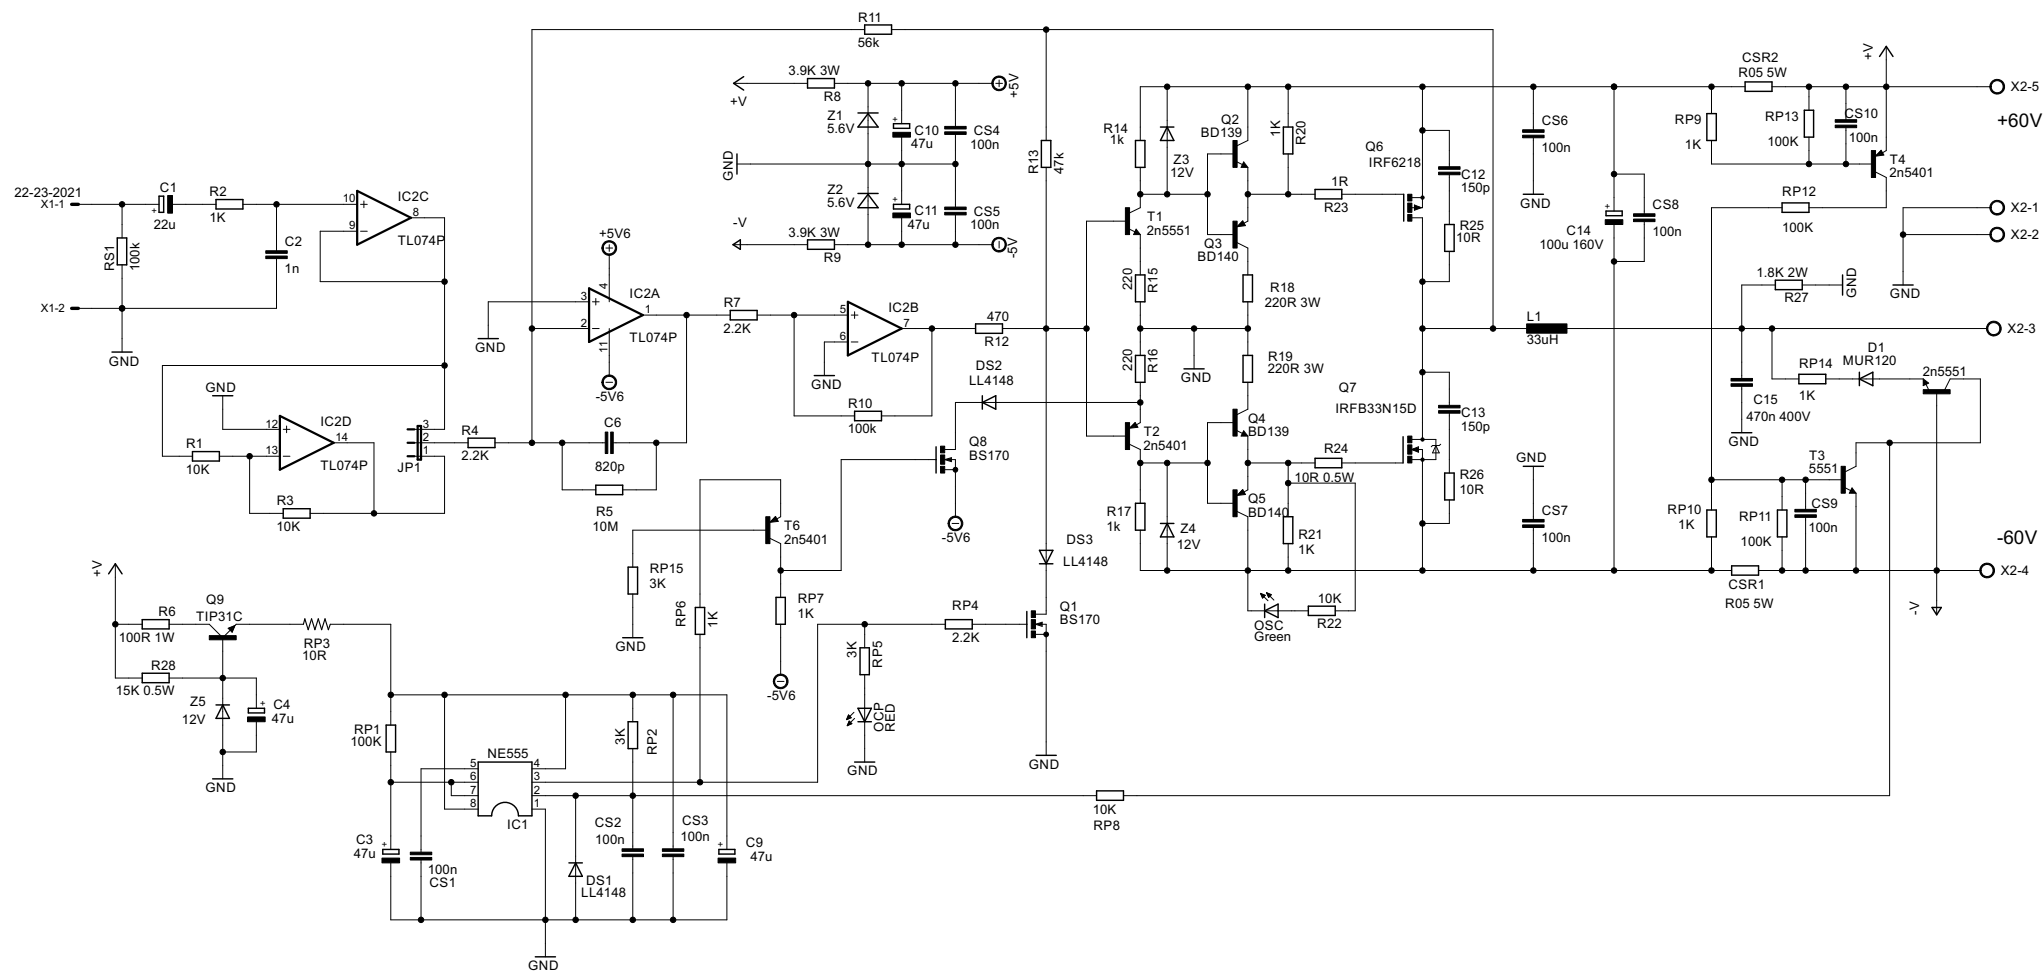 R11
56k
3.9K 3W
R8
+V
Z1
5.6V
+
C10
47u
CS4
100n
+5V
GND
Z2
5.6V
+
C11
47u
CS5
100n
-V
3.9K 3W
R9
-5V
R13
47k
22-23-2021
X1-1
C1
+
22u
R2
1K
RS1
100k
C2
1n
X1-2
GND
10
9
8
IC2C
TL074P
+5V6
3
2
4
11
1
IC2A
TL074P
-5V6
GND
R7
2.2K
5
6
7
IC2B
TL074P
GND
R10
100k
470
R12
GND
R1
10K
12
13
14
IC2D
TL074P
R3
10K
3
2
1
JP1
R4
2.2K
C6
820p
R5
10M
DS2
LL4148
Q8
BS170
-5V6
T6
2n5401
RP15
3K
GND
RP6
1K
RP7
1K
-5V6
RP4
2.2K
3K
RP5
OCP
RED
GND
DS3
LL4148
Q1
BS170
GND
R14
1k
Z3
12V
Q2
BD139
1K
R20
T1
2n5551
Q3
BD140
220
R15
R18
220R 3W
1R
R23
Q6
IRF6218
C12
150p
R25
10R
220
R16
GND
R19
220R 3W
T2
2n5401
Q4
BD139
R24
10R 0.5W
Q5
BD140
Q7
IRFB33N15D
C13
150p
R26
10R
R17
1k
Z4
12V
R21
1K
OSC
Green
10K
R22
CS6
100n
GND
GND
CS7
100n
+
C14
100u 160V
CS8
100n
L1
33uH
CSR2
R05 5W
+V
RP9
1K
RP13
100K
CS10
100n
T4
2n5401
RP12
100K
X2-5
+60V
X2-1
X2-2
GND
1.8K 2W
R27
GND
X2-3
C15
470n 400V
GND
RP14
1K
D1
MUR120
2n5551
T3
5551
RP10
1K
RP11
100K
CS9
100n
CSR1
R05 5W
-60V
X2-4
-V
+V
R6
100R 1W
Q9
TIP31C
RP3
10R
R28
15K 0.5W
Z5
12V
+
C4
47u
GND
RP1
100K
NE555
5
6
7
8
4
3
2
1
IC1
3K
RP2
10K
RP8
C3
+
47u
100n
CS1
DS1
LL4148
CS2
100n
CS3
100n
+
C9
47u
GND